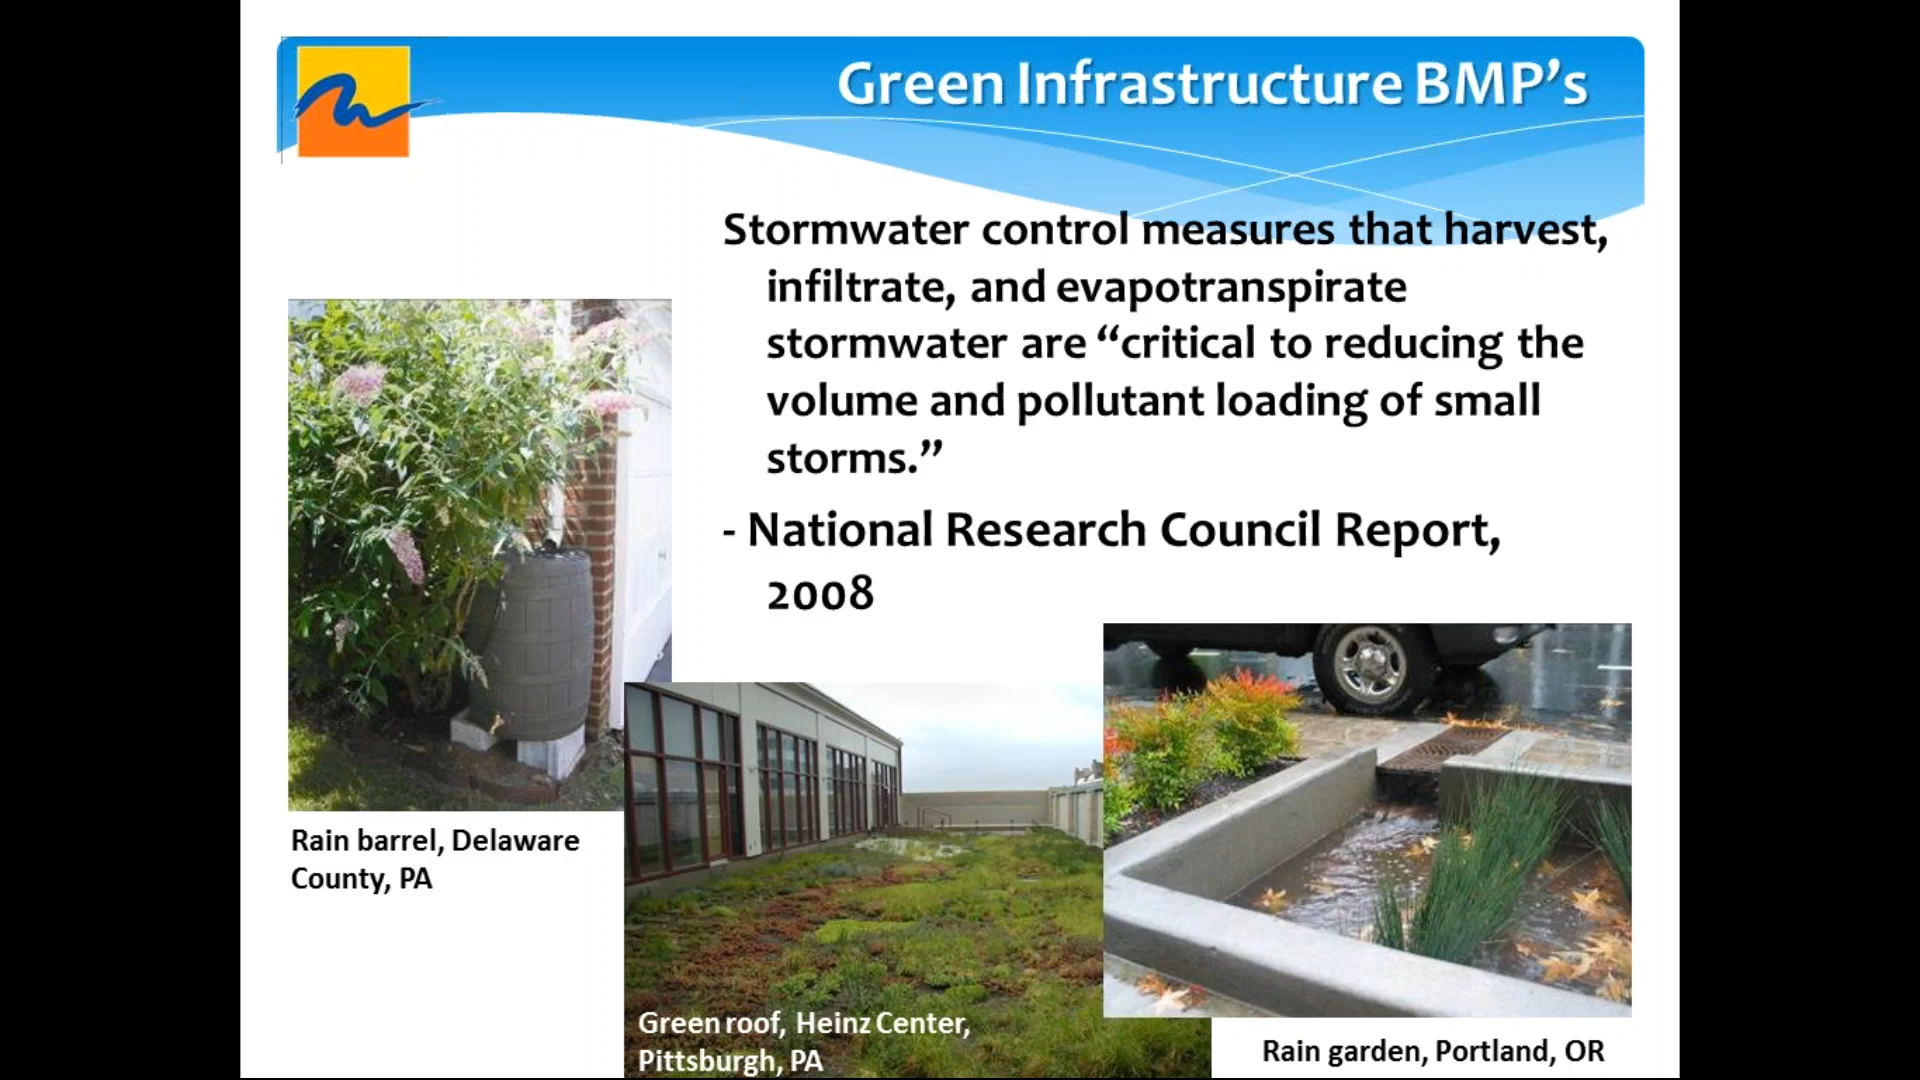 Green Infrastructure BMP’s
Stormwater control measures that harvest,
infiltrate, and evapotranspirate
stormwater are “critical to reducing the
volume and pollutant loading of small
storms.”
- National Research Council Report,
2008
Rain barrel, Delaware
County, PA
Green roof, Heinz Center,
Pittsburgh, PA
Rain garden, Portland, OR